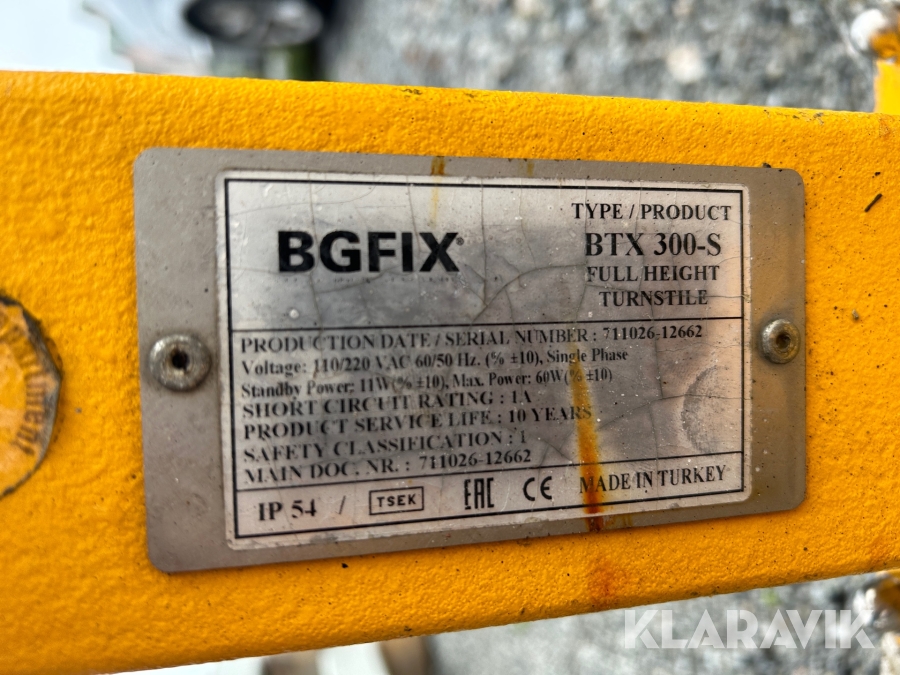 BGFIX®
TYPE / PRODUCT
BTX 300-S
FULL HEIGHT
TURNSTILE
PRODUCTION DATE / SERIAL NUMBER : 711026-12662
Voltage: 110/220 VAC 60/50 Hz. (% ±10), Single Phase
Standby Power: 11W(% ±10), Max. Power: 60W(% ±10)
SHORT CIRCUIT RATING : 1A
PRODUCT SERVICE LIFE : 10 YEARS
SAFETY CLASSIFICATION : 1
MAIN DOC. NR. : 711026-12662
IP 54 / TSEK EAC CE MADE IN TURKEY
KLARAVIK